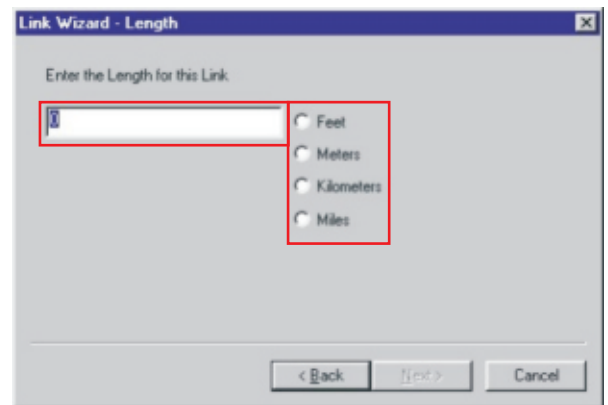 Link Wizard - Length
Enter the Length for this Link
0
Feet
Meters
Kilometers
Miles
< Back
Next >
Cancel